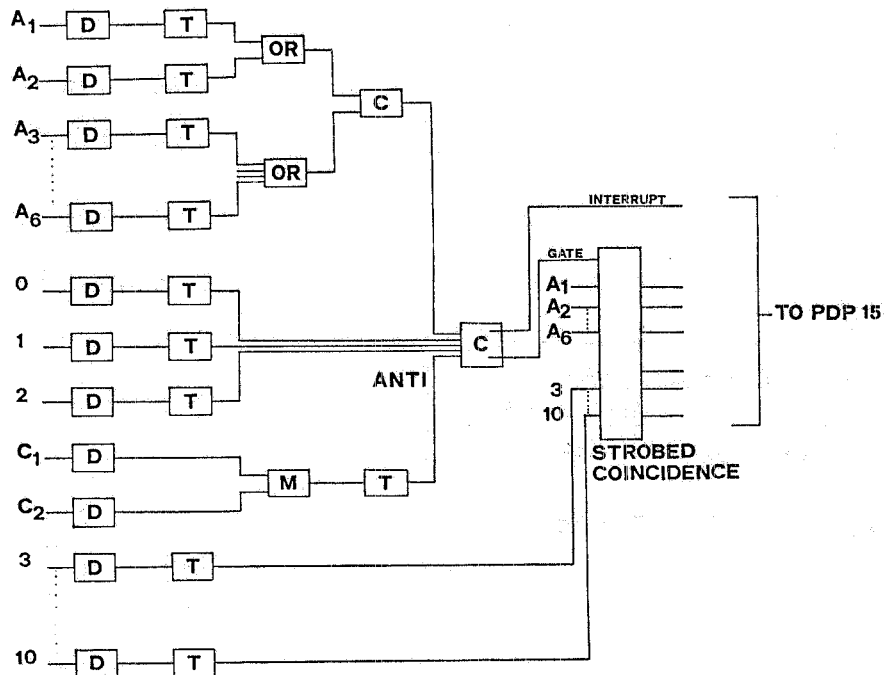 A1 D T
OR
A2 D T
C
A3 D T
OR
A6 D T
INTERRUPT
GATE
0 D T
A1
A2
TO PDP 15
A6
1 D T
C
ANTI
2 D T
3
10
C1 D
STROBED
COINCIDENCE
M T
C2 D
3 D T
10 D T